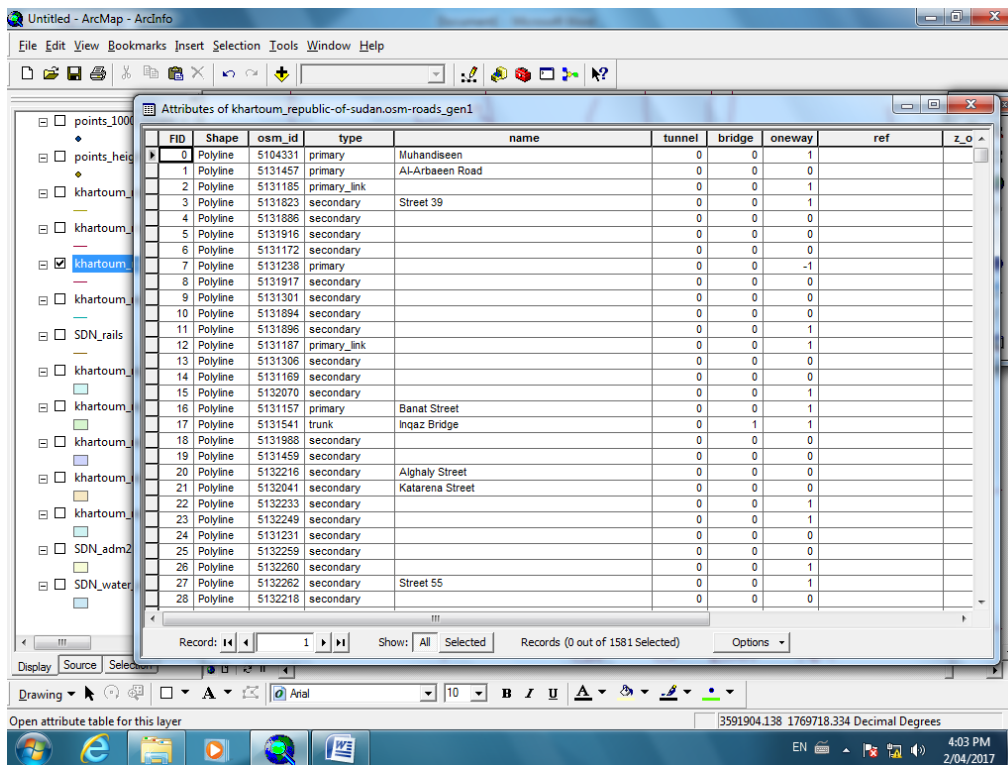 Untitled - ArcMap - ArcInfo
File Edit View Bookmarks Insert Selection Tools Window Help
Attributes of khartoum_republic-of-sudan.osm-roads_gen1
points_100
points_heig
khartoum_
khartoum_
khartoum_
khartoum_
SDN_rails
khartoum_
khartoum_
khartoum_
khartoum_
khartoum_
SDN_adm2
SDN_water
FID Shape osm_id type name tunnel bridge oneway ref z_o
0 Polyline 5104331 primary Muhandiseen 0 0 1
1 Polyline 5131457 primary Al-Arbaeen Road 0 0 0
2 Polyline 5131185 primary_link 0 0 1
3 Polyline 5131823 secondary Street 39 0 0 1
4 Polyline 5131886 secondary 0 0 0
5 Polyline 5131916 secondary 0 0 0
6 Polyline 5131172 secondary 0 0 0
7 Polyline 5131238 primary 0 0 -1
8 Polyline 5131917 secondary 0 0 0
9 Polyline 5131301 secondary 0 0 0
10 Polyline 5131894 secondary 0 0 0
11 Polyline 5131896 secondary 0 0 1
12 Polyline 5131187 primary_link 0 0 1
13 Polyline 5131306 secondary 0 0 0
14 Polyline 5131169 secondary 0 0 0
15 Polyline 5132070 secondary 0 0 1
16 Polyline 5131157 primary Banat Street 0 0 1
17 Polyline 5131541 trunk Inqaz Bridge 0 1 1
18 Polyline 5131988 secondary 0 0 0
19 Polyline 5131459 secondary 0 0 0
20 Polyline 5132216 secondary Alghaly Street 0 0 0
21 Polyline 5132041 secondary Katarena Street 0 0 0
22 Polyline 5132233 secondary 0 0 1
23 Polyline 5132249 secondary 0 0 1
24 Polyline 5131231 secondary 0 0 0
25 Polyline 5132259 secondary 0 0 0
26 Polyline 5132260 secondary 0 0 1
27 Polyline 5132262 secondary Street 55 0 0 1
28 Polyline 5132218 secondary 0 0 0
Record: 1 Show: All Selected Records (0 out of 1581 Selected) Options
Display Source Selection
Drawing A Arial 10 B I U A
Open attribute table for this layer 3591904.138 1769718.334 Decimal Degrees
EN 4:03 PM
2/04/2017